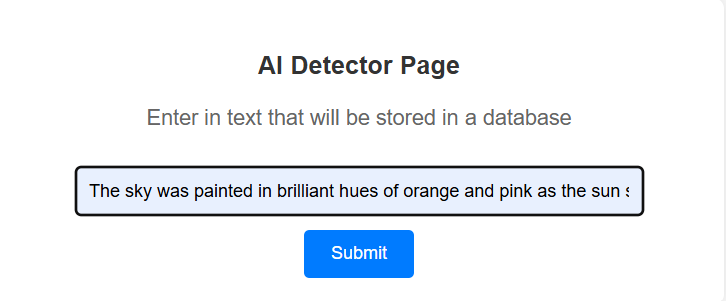 AI Detector Page
Enter in text that will be stored in a database
The sky was painted in brilliant hues of orange and pink as the sun
Submit